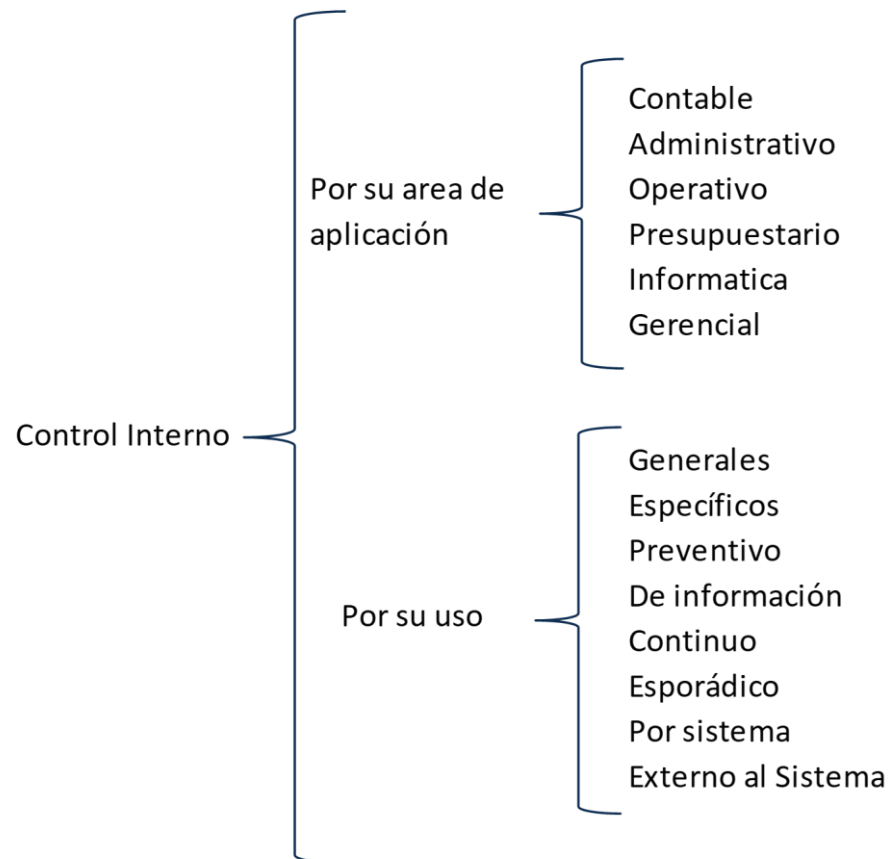 Control Interno
Por su area de
aplicación
Contable
Administrativo
Operativo
Presupuestario
Informatica
Gerencial
Por su uso
Generales
Específicos
Preventivo
De información
Continuo
Esporádico
Por sistema
Externo al Sistema